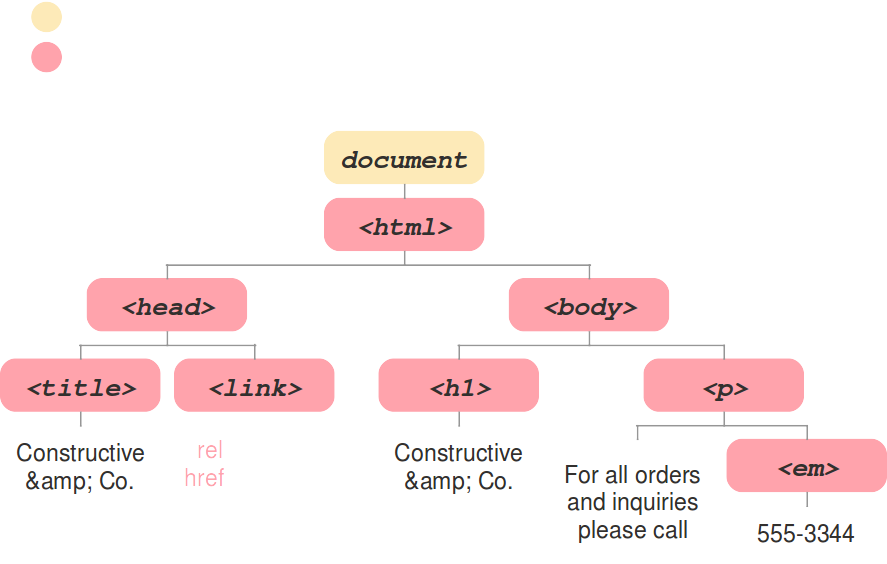 document
<html>
<head>
<body>
<title>
<link>
<h1>
<p>
Constructive
&amp; Co.
rel
href
Constructive
&amp; Co.
For all orders
and inquiries
please call
<em>
555-3344